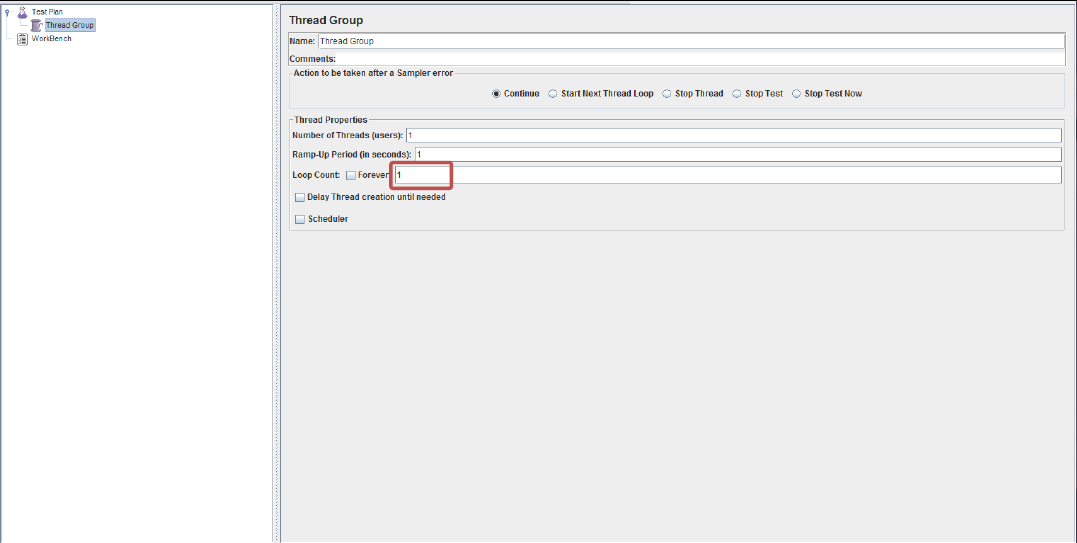 Test Plan
Thread Group
WorkBench
Thread Group
Name: Thread Group
Comments:
Action to be taken after a Sampler error
Continue Start Next Thread Loop Stop Thread Stop Test Stop Test Now
Thread Properties
Number of Threads (users): 1
Ramp-Up Period (in seconds): 1
Loop Count: Forever 1
Delay Thread creation until needed
Scheduler